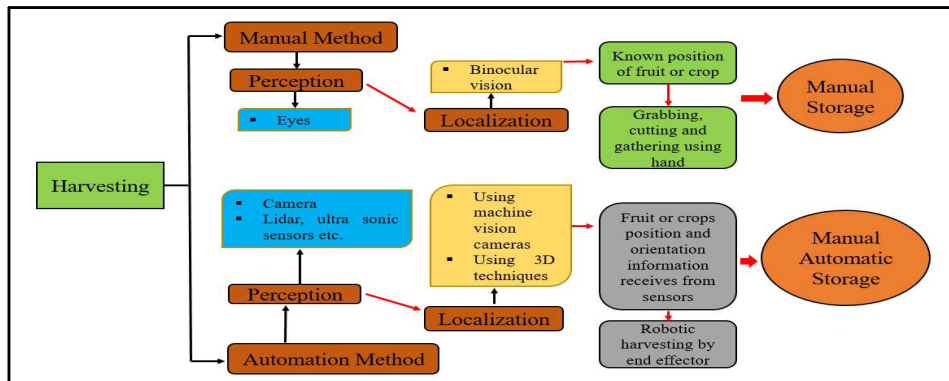 Manual Method
Perception
▪ Eyes
▪ Binocular
vision
Localization
Known position
of fruit or crop
Grabbing,
cutting and
gathering using
hand
Manual
Storage
Harvesting
▪ Camera
▪ Lidar, ultra sonic
sensors etc.
Perception
Automation Method
▪ Using
machine
vision
cameras
▪ Using 3D
techniques
Localization
Fruit or crops
position and
orientation
information
receives from
sensors
Robotic
harvesting by
end effector
Manual
Automatic
Storage